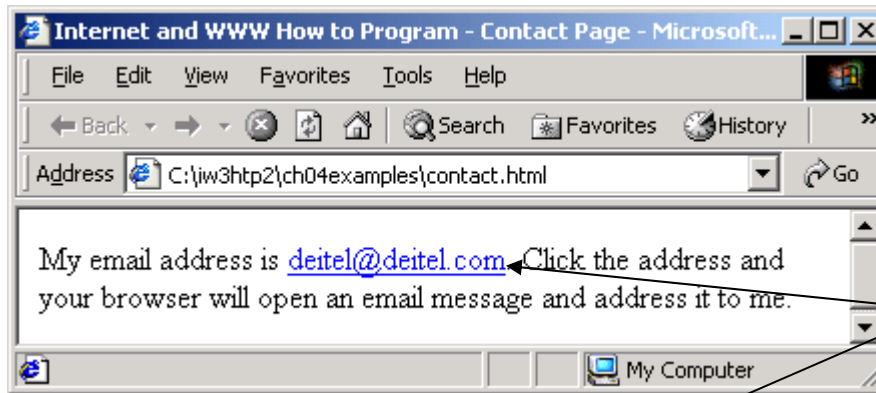 Internet and WWW How to Program - Contact Page - Microsoft...
File Edit View Favorites Tools Help
Back Search Favorites History »
Address C:\iw3htp2\ch04examples\contact.html Go
My email address is deitel@deitel.com. Click the address and
your browser will open an email message and address it to me.
My Computer